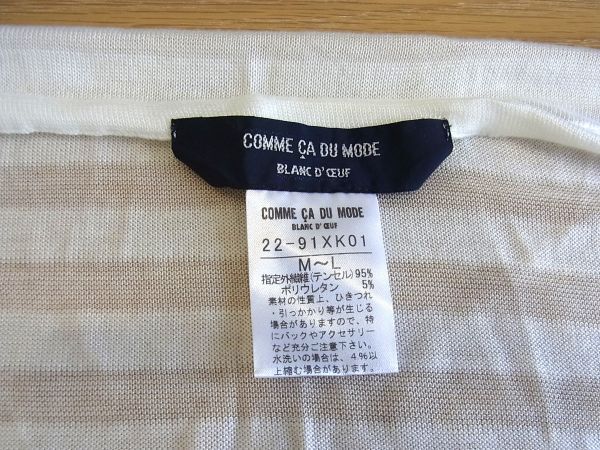 COMME ÇA DU MODE
BLANC D'ŒUF
COMME ÇA DU MODE
BLANC D'ŒUF
22-91XK01
M～L
指定外繊維(テンセル)95%
ポリウレタン 5%
素材の性質上、ひきつれ
・引っかかり等が生じる
場合がありますので、特
にバックやアクセサリー
など充分ご注意下さい。
水洗いの場合は、4%以
上縮む場合があります。